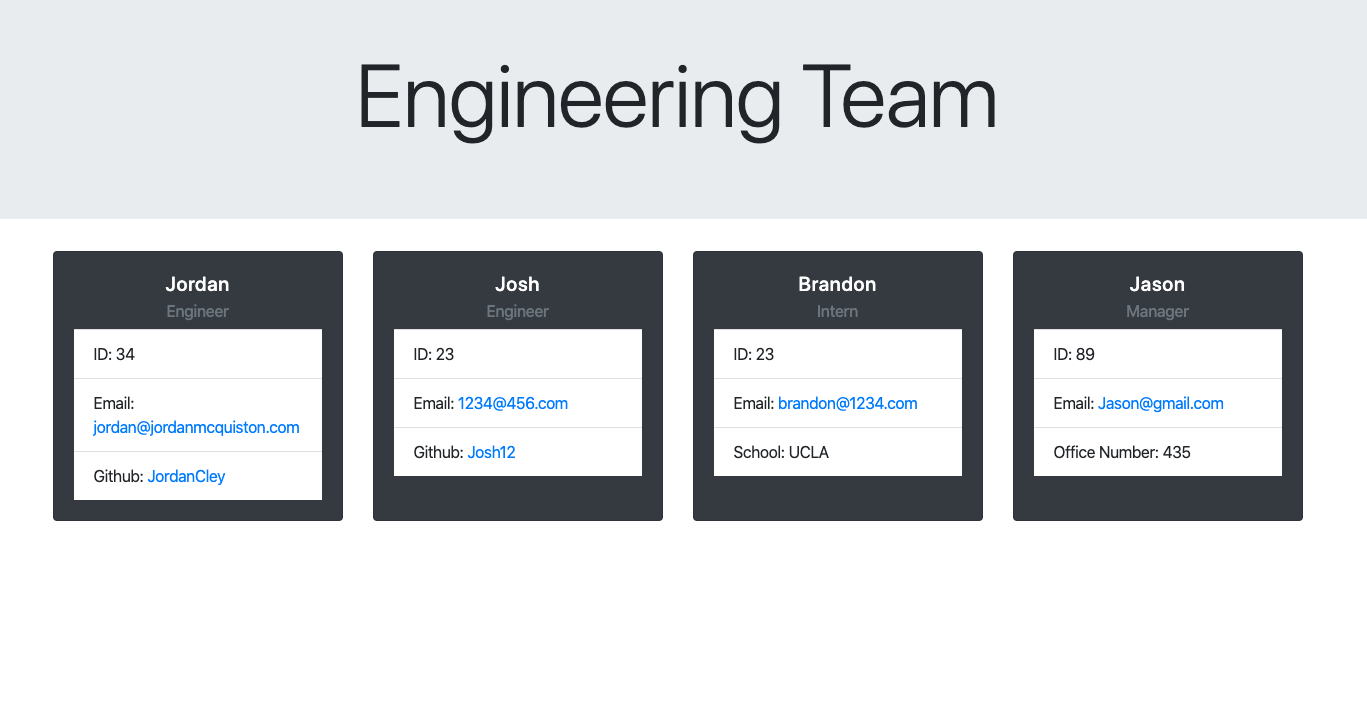 Engineering Team
Jordan
Engineer
ID: 34
Email:
jordan@jordanmcquiston.com
Github: JordanCley
Josh
Engineer
ID: 23
Email: 1234@456.com
Github: Josh12
Brandon
Intern
ID: 23
Email: brandon@1234.com
School: UCLA
Jason
Manager
ID: 89
Email: Jason@gmail.com
Office Number: 435